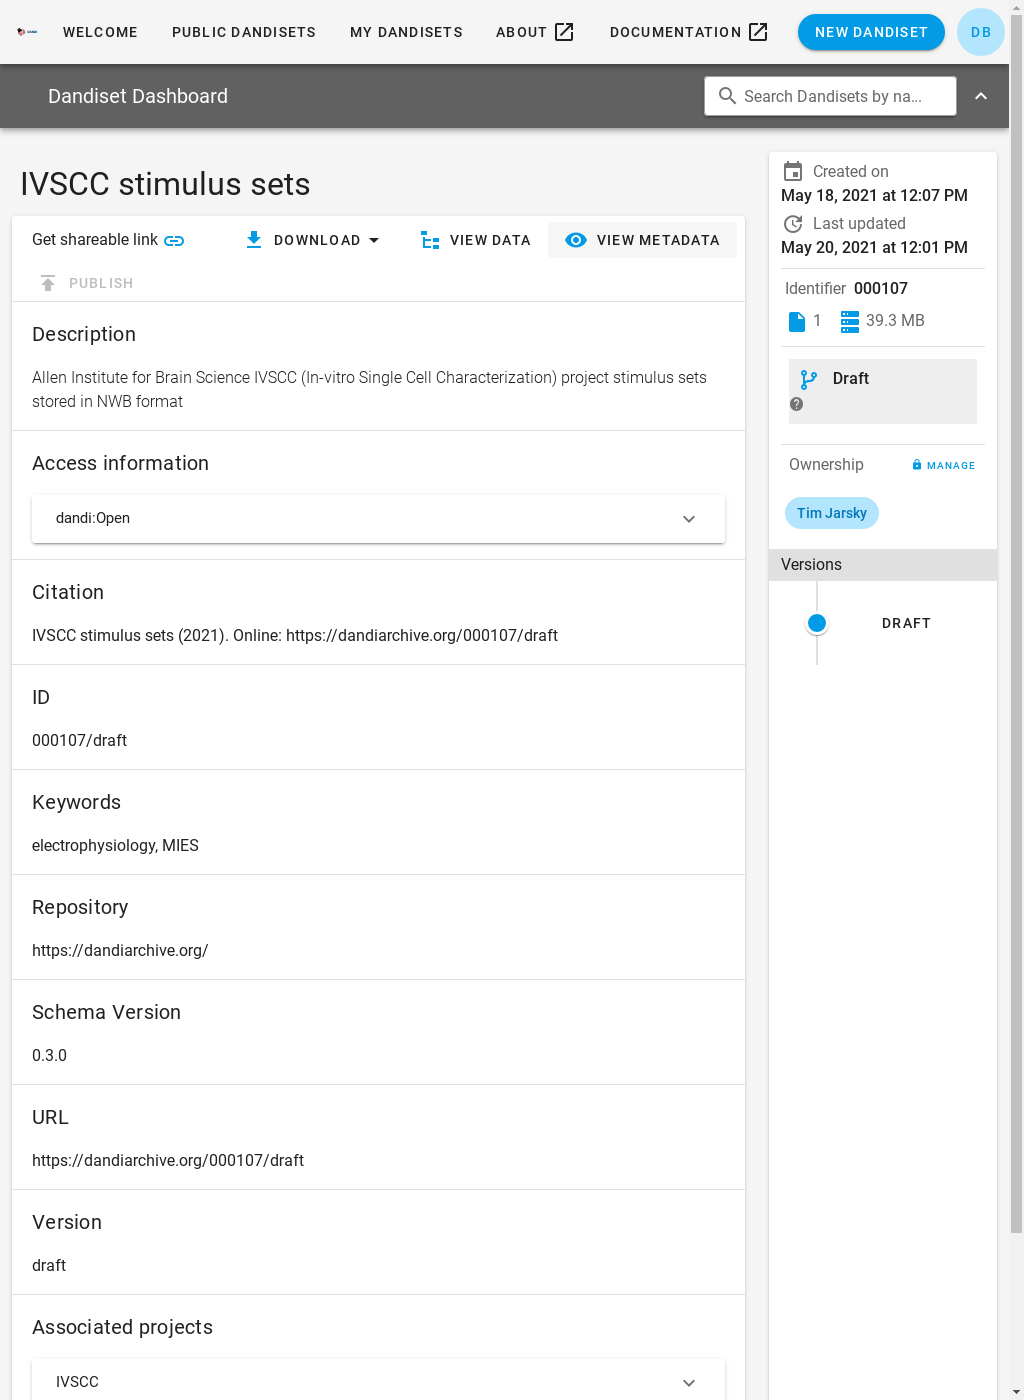 WELCOME PUBLIC DANDISETS MY DANDISETS ABOUT DOCUMENTATION NEW DANDISET DB
Dandiset Dashboard Search Dandisets by na...
IVSCC stimulus sets
Get shareable link DOWNLOAD VIEW DATA VIEW METADATA
PUBLISH
Description
Allen Institute for Brain Science IVSCC (In-vitro Single Cell Characterization) project stimulus sets
stored in NWB format
Access information
dandi:Open
Citation
IVSCC stimulus sets (2021). Online: https://dandiarchive.org/000107/draft
ID
000107/draft
Keywords
electrophysiology, MIES
Repository
https://dandiarchive.org/
Schema Version
0.3.0
URL
https://dandiarchive.org/000107/draft
Version
draft
Associated projects
IVSCC
Created on
May 18, 2021 at 12:07 PM
Last updated
May 20, 2021 at 12:01 PM
Identifier 000107
1 39.3 MB
Draft
Ownership MANAGE
Tim Jarsky
Versions
DRAFT